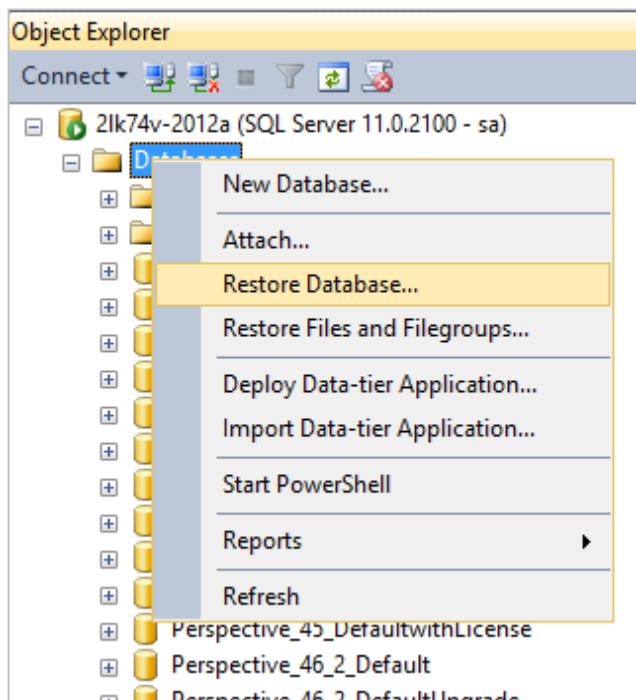 Object Explorer
Connect
2lk74v-2012a (SQL Server 11.0.2100 - sa)
Databases
New Database...
Attach...
Restore Database...
Restore Files and Filegroups...
Deploy Data-tier Application...
Import Data-tier Application...
Start PowerShell
Reports
Refresh
Perspective_45_DefaultwithLicense
Perspective_46_2_Default
Perspective_46_2_DefaultUpgrade